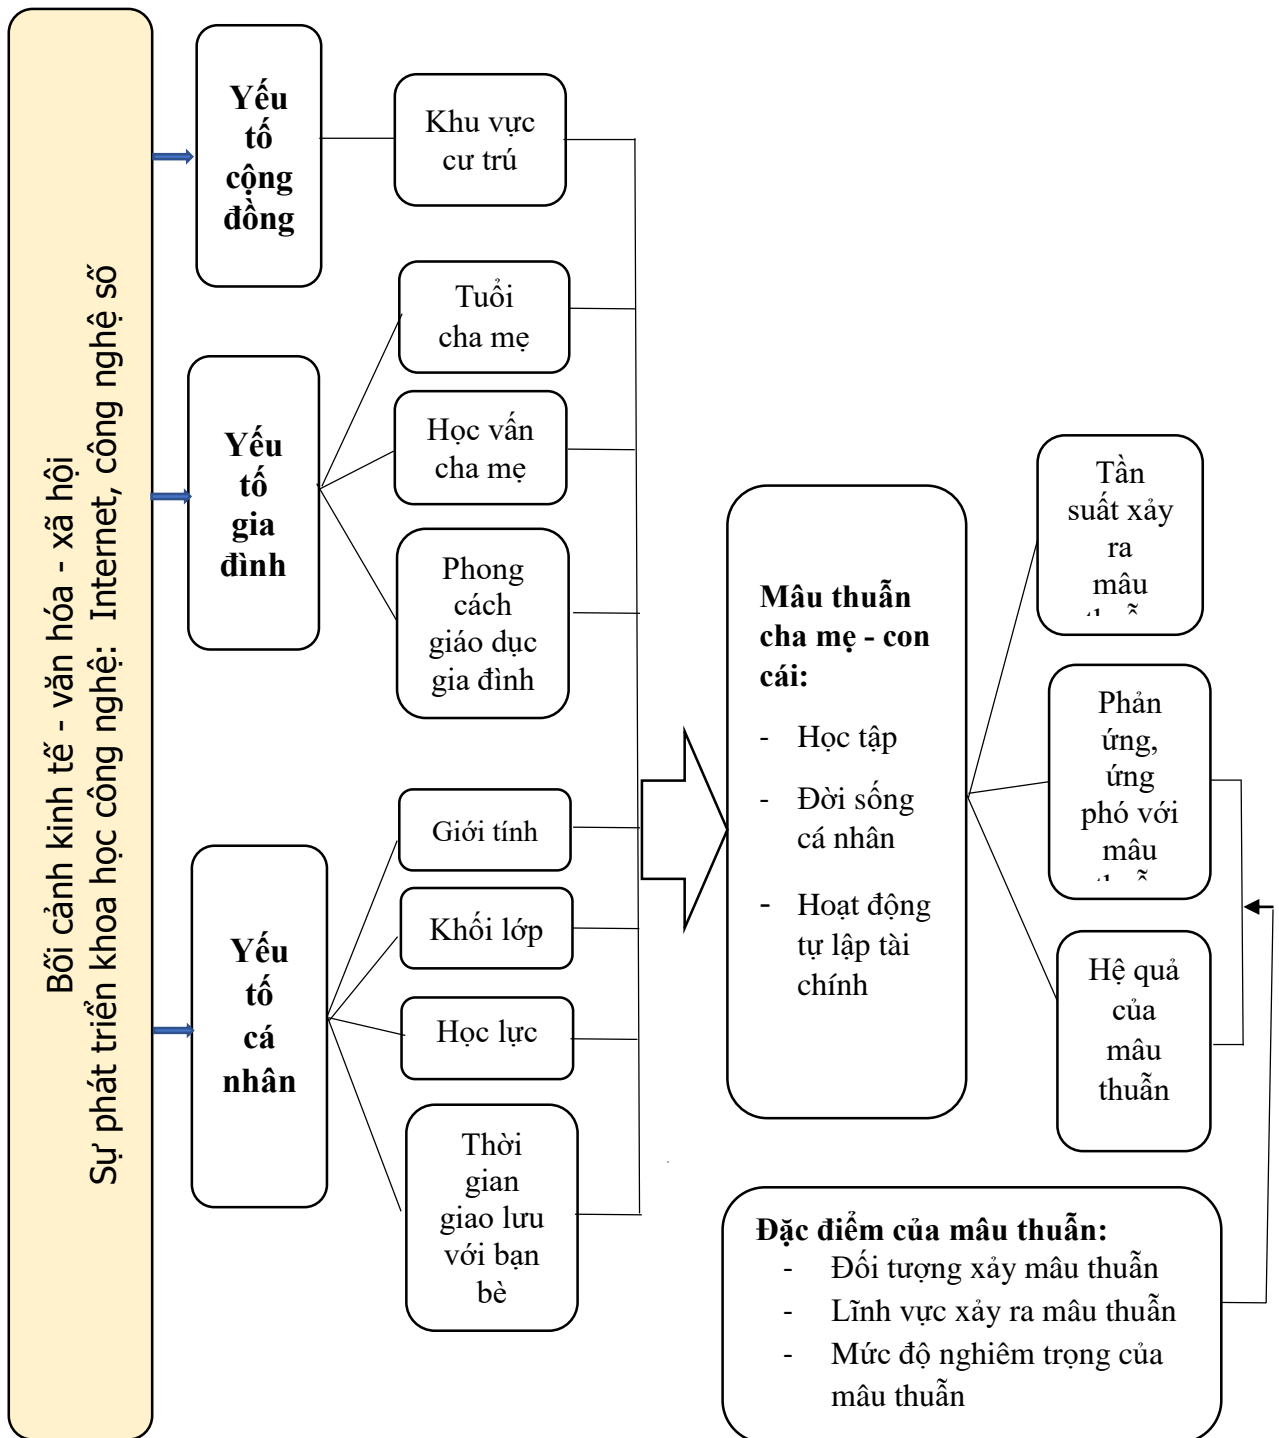 Bối cảnh kinh tế - văn hóa - xã hội
Sự phát triển khoa học công nghệ: Internet, công nghệ số
Yếu
tố
cộng
đồng
Khu vực
cư trú
Yếu
tố
gia
đình
Tuổi
cha mẹ
Học vấn
cha mẹ
Phong
cách
giáo dục
gia đình
Yếu
tố
cá
nhân
Giới tính
Khối lớp
Học lực
Thời
gian
giao lưu
với bạn
bè
Mâu thuẫn
cha mẹ - con
cái:
- Học tập
- Đời sống
cá nhân
- Hoạt động
tự lập tài
chính
Tần
suất xảy
ra
mâu
Phản
ứng,
ứng
phó với
mâu
Hệ quả
của
mâu
thuẫn
Đặc điểm của mâu thuẫn:
- Đối tượng xảy mâu thuẫn
- Lĩnh vực xảy ra mâu thuẫn
- Mức độ nghiêm trọng của
mâu thuẫn